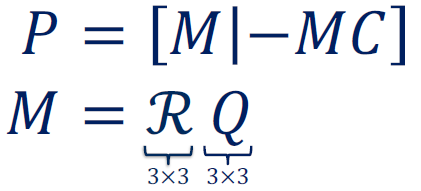 P = [M|−MC]
M = ℛ Q
3×3 3×3